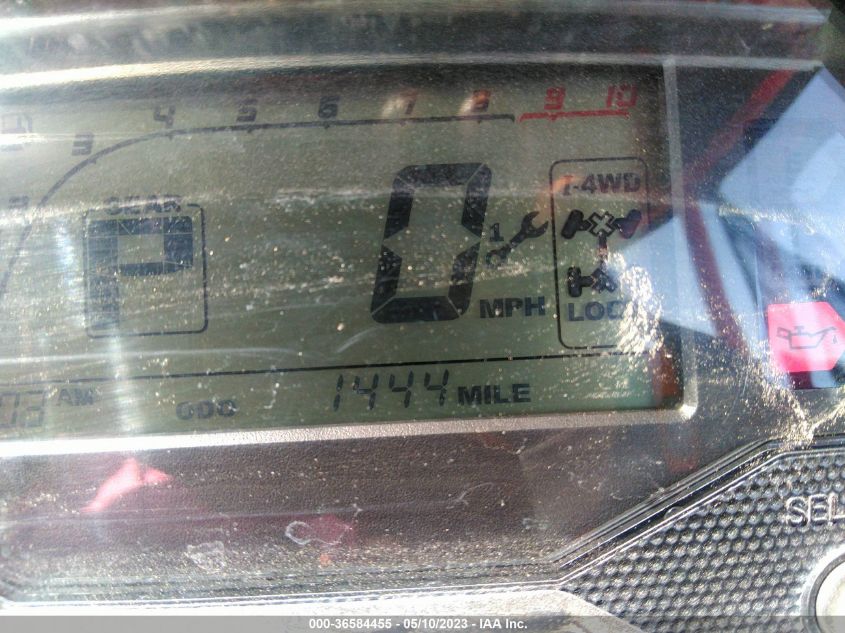 3 4 5 6 7 8 9 10
GEAR
P
0
MPH
I-4WD
LOCK
AM
ODO
1444 MILE
SEL
000-36584455 - 05/10/2023 - IAA Inc.